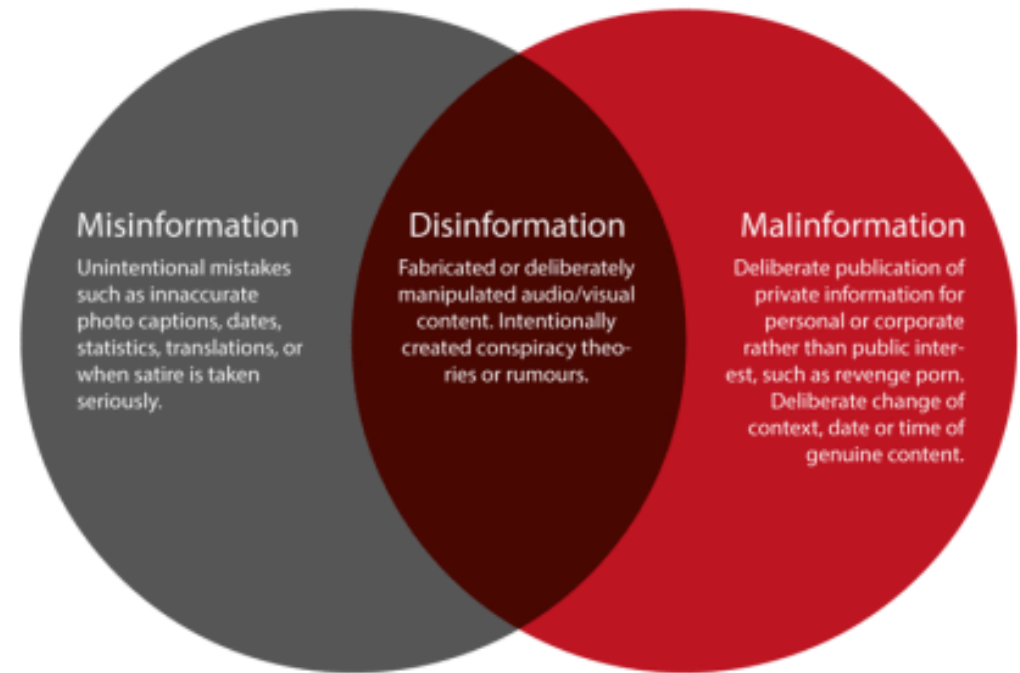 Misinformation
Unintentional mistakes
such as innaccurate
photo captions, dates,
statistics, translations, or
when satire is taken
seriously.
Disinformation
Fabricated or deliberately
manipulated audio/visual
content. Intentionally
created conspiracy theo-
ries or rumours.
Malinformation
Deliberate publication of
private information for
personal or corporate
rather than public inter-
est, such as revenge porn.
Deliberate change of
context, date or time of
genuine content.